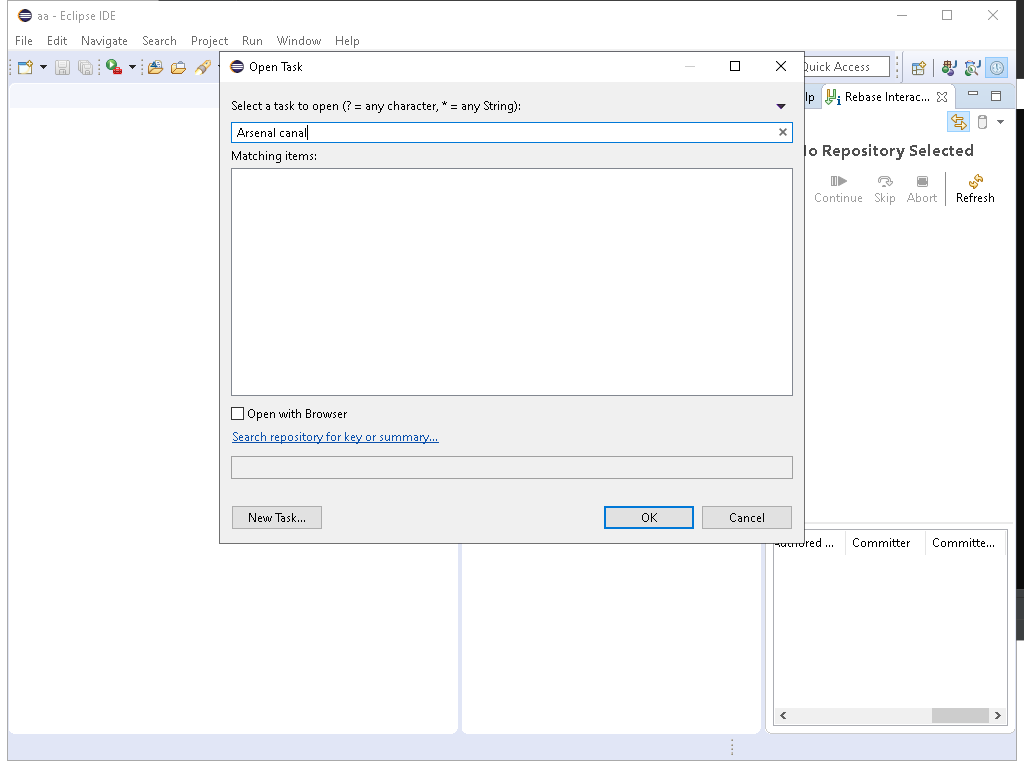 aa - Eclipse IDE
File Edit Navigate Search Project Run Window Help
Open Task
Quick Access
Select a task to open (? = any character, * = any String):
Rebase Interac...
Arsenal canal
Matching items:
Repository Selected
Continue Skip Abort Refresh
Open with Browser
Search repository for key or summary...
New Task... OK Cancel
Authored ... Committer Committe...